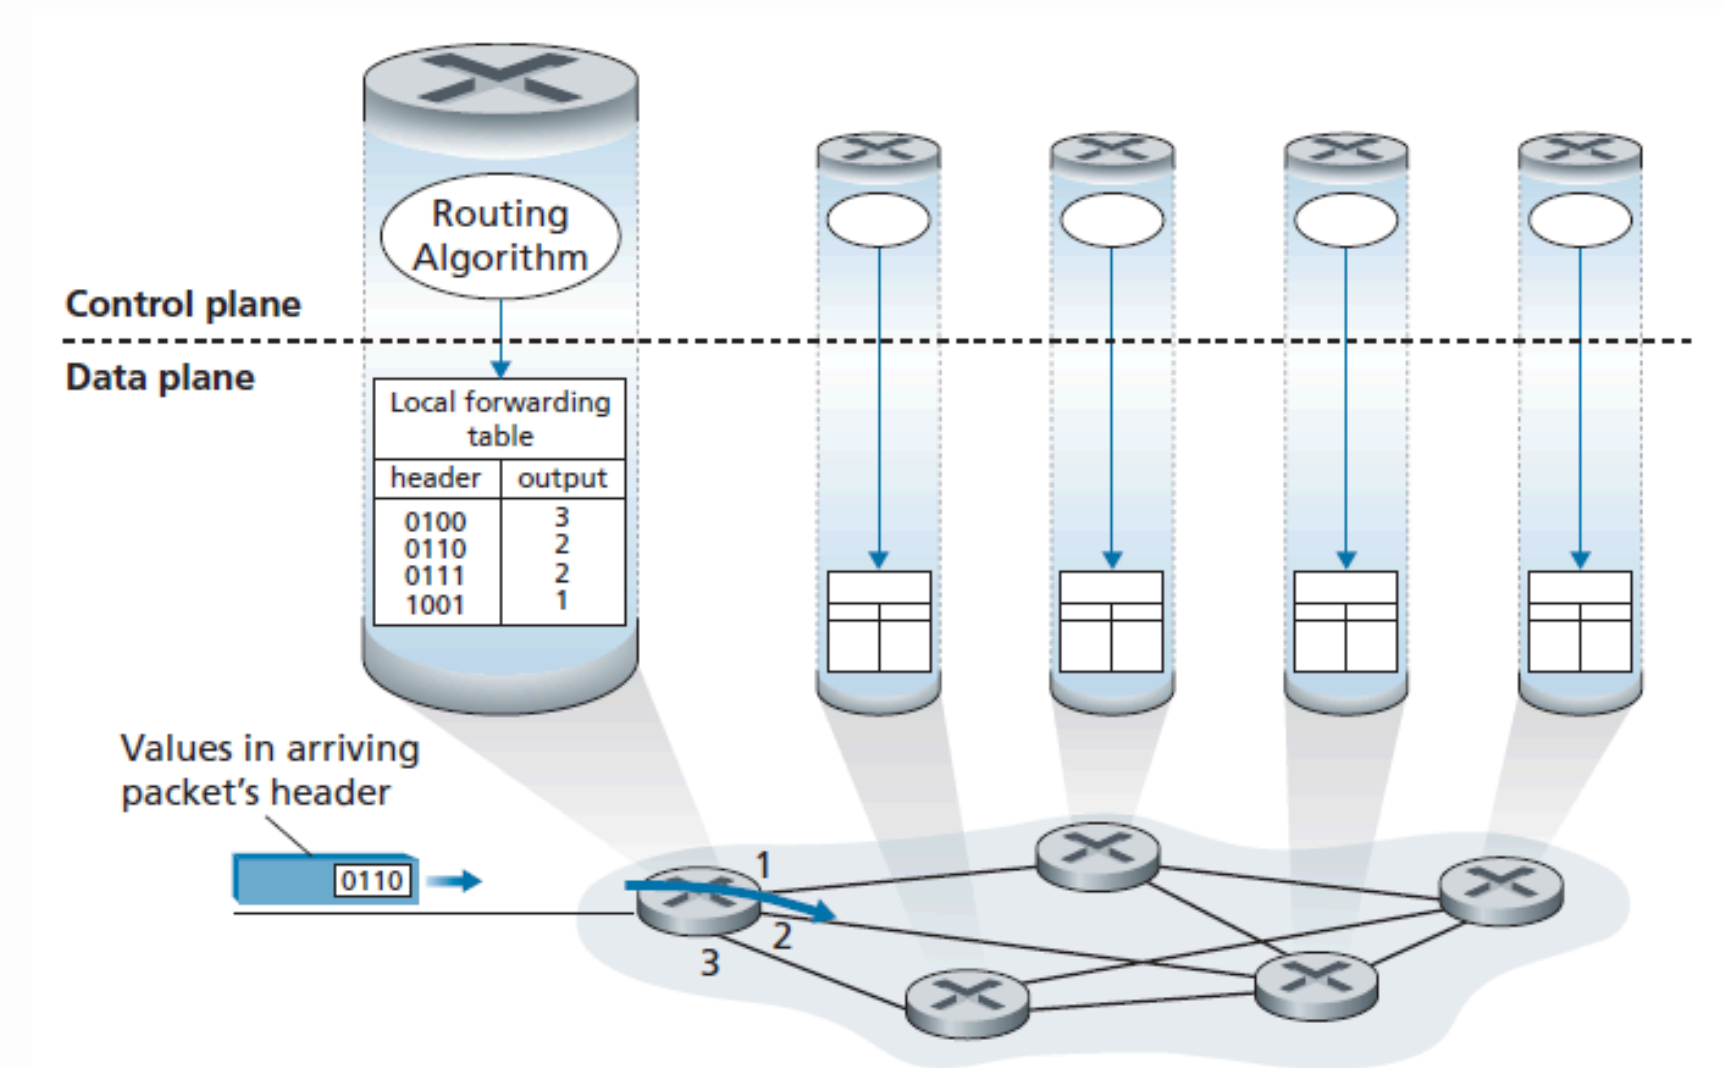 Routing
Algorithm
Control plane
Data plane
Local forwarding
table
header output
0100 3
0110 2
0111 2
1001 1
Values in arriving
packet's header
0110
1
2
3